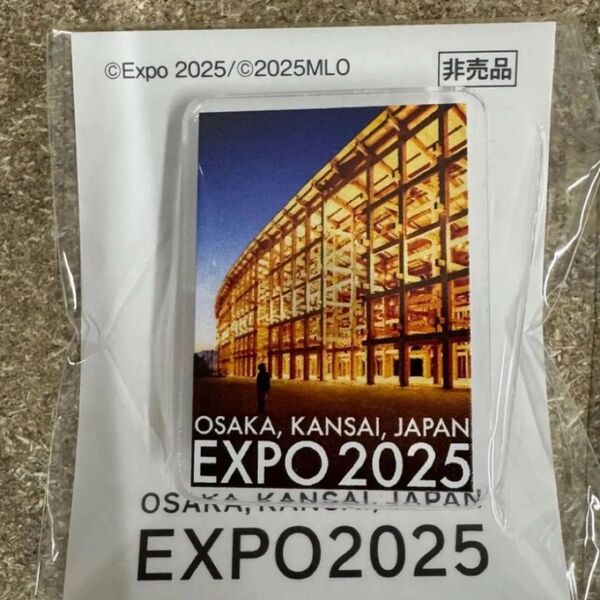 ©Expo 2025/©2025MLO
非売品
OSAKA, KANSAI, JAPAN
EXPO 2025
OSAKA, KANSAI, JAPAN
EXPO2025